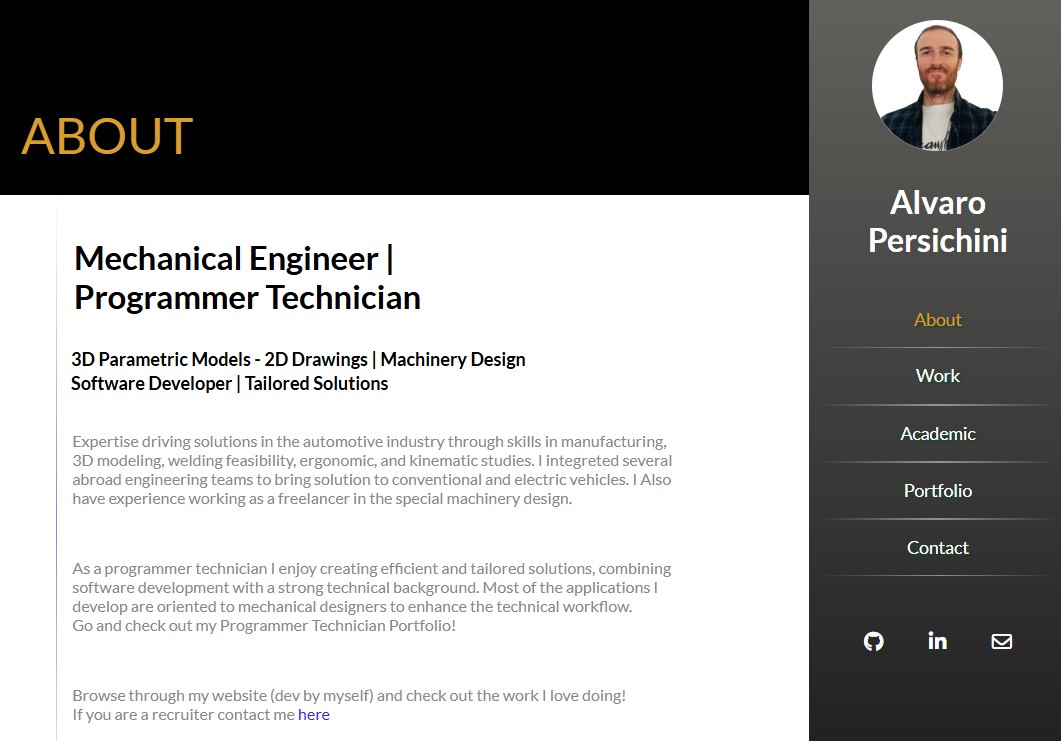 ABOUT
Mechanical Engineer |
Programmer Technician
3D Parametric Models - 2D Drawings | Machinery Design
Software Developer | Tailored Solutions
Expertise driving solutions in the automotive industry through skills in manufacturing,
3D modeling, welding feasibility, ergonomic, and kinematic studies. I integreted several
abroad engineering teams to bring solution to conventional and electric vehicles. I Also
have experience working as a freelancer in the special machinery design.
As a programmer technician I enjoy creating efficient and tailored solutions, combining
software development with a strong technical background. Most of the applications I
develop are oriented to mechanical designers to enhance the technical workflow.
Go and check out my Programmer Technician Portfolio!
Browse through my website (dev by myself) and check out the work I love doing!
If you are a recruiter contact me here
Alvaro
Persichini
About
Work
Academic
Portfolio
Contact
in